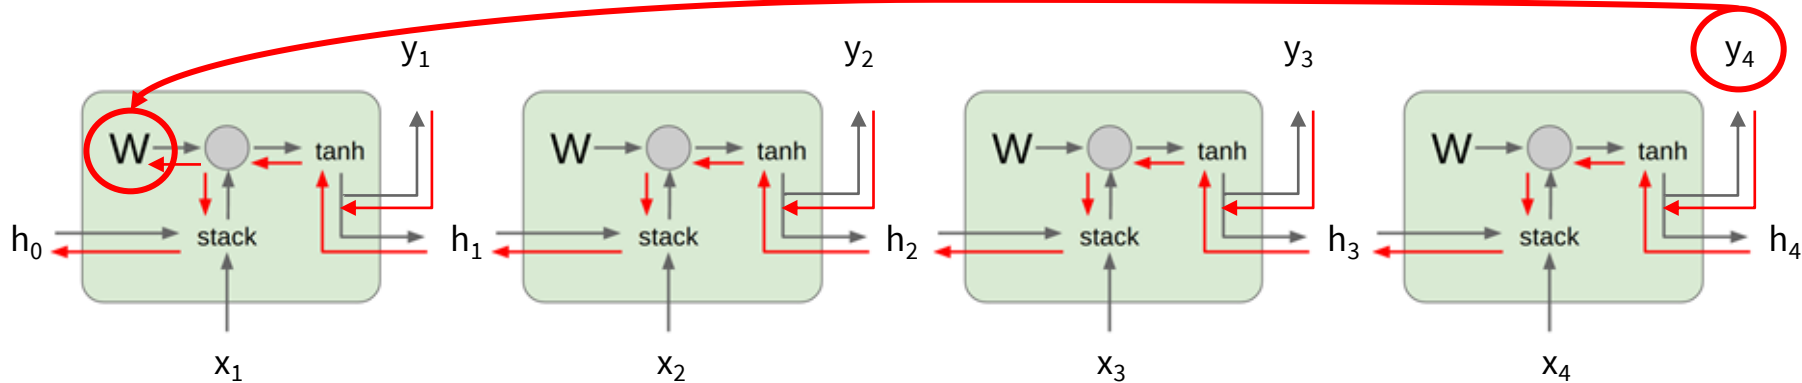 y₁ y₂ y₃ y₄
W tanh W tanh W tanh W tanh
h₀ stack h₁ stack h₂ stack h₃ stack h₄
x₁ x₂ x₃ x₄